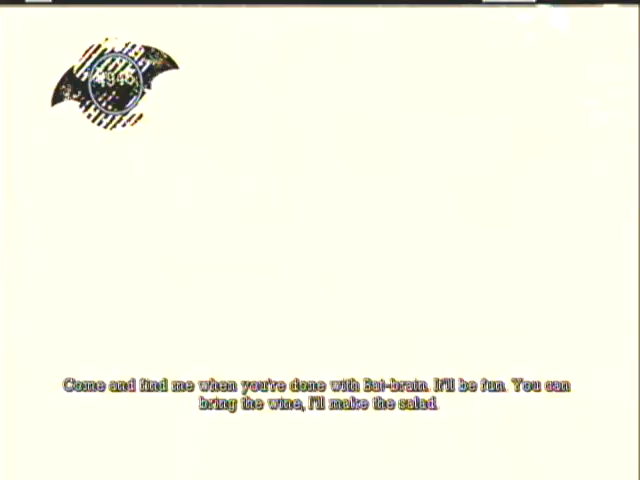 Come and find me when you're done with Bat-brain. It'll be fun. You can
bring the wine, I'll make the salad.